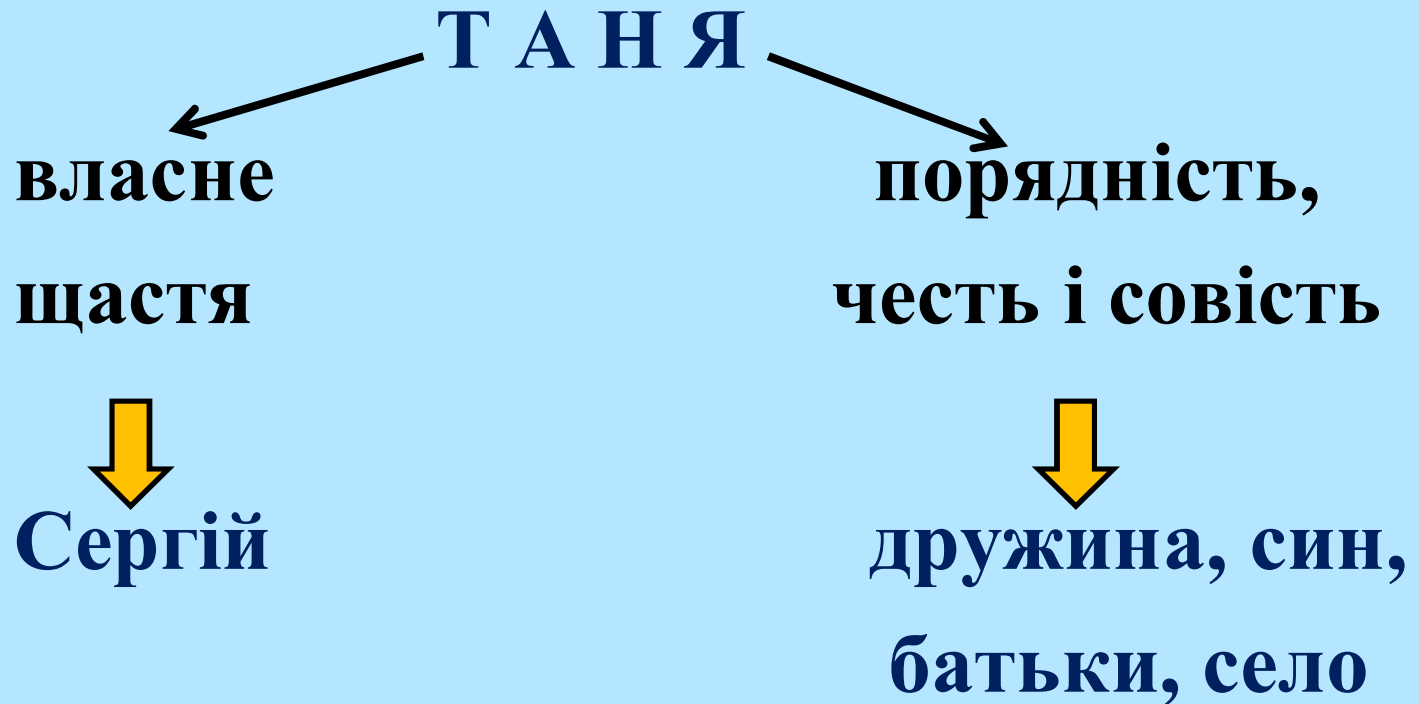 Т А Н Я
власне
щастя
порядність,
честь і совість
Сергій
дружина, син,
батьки, село